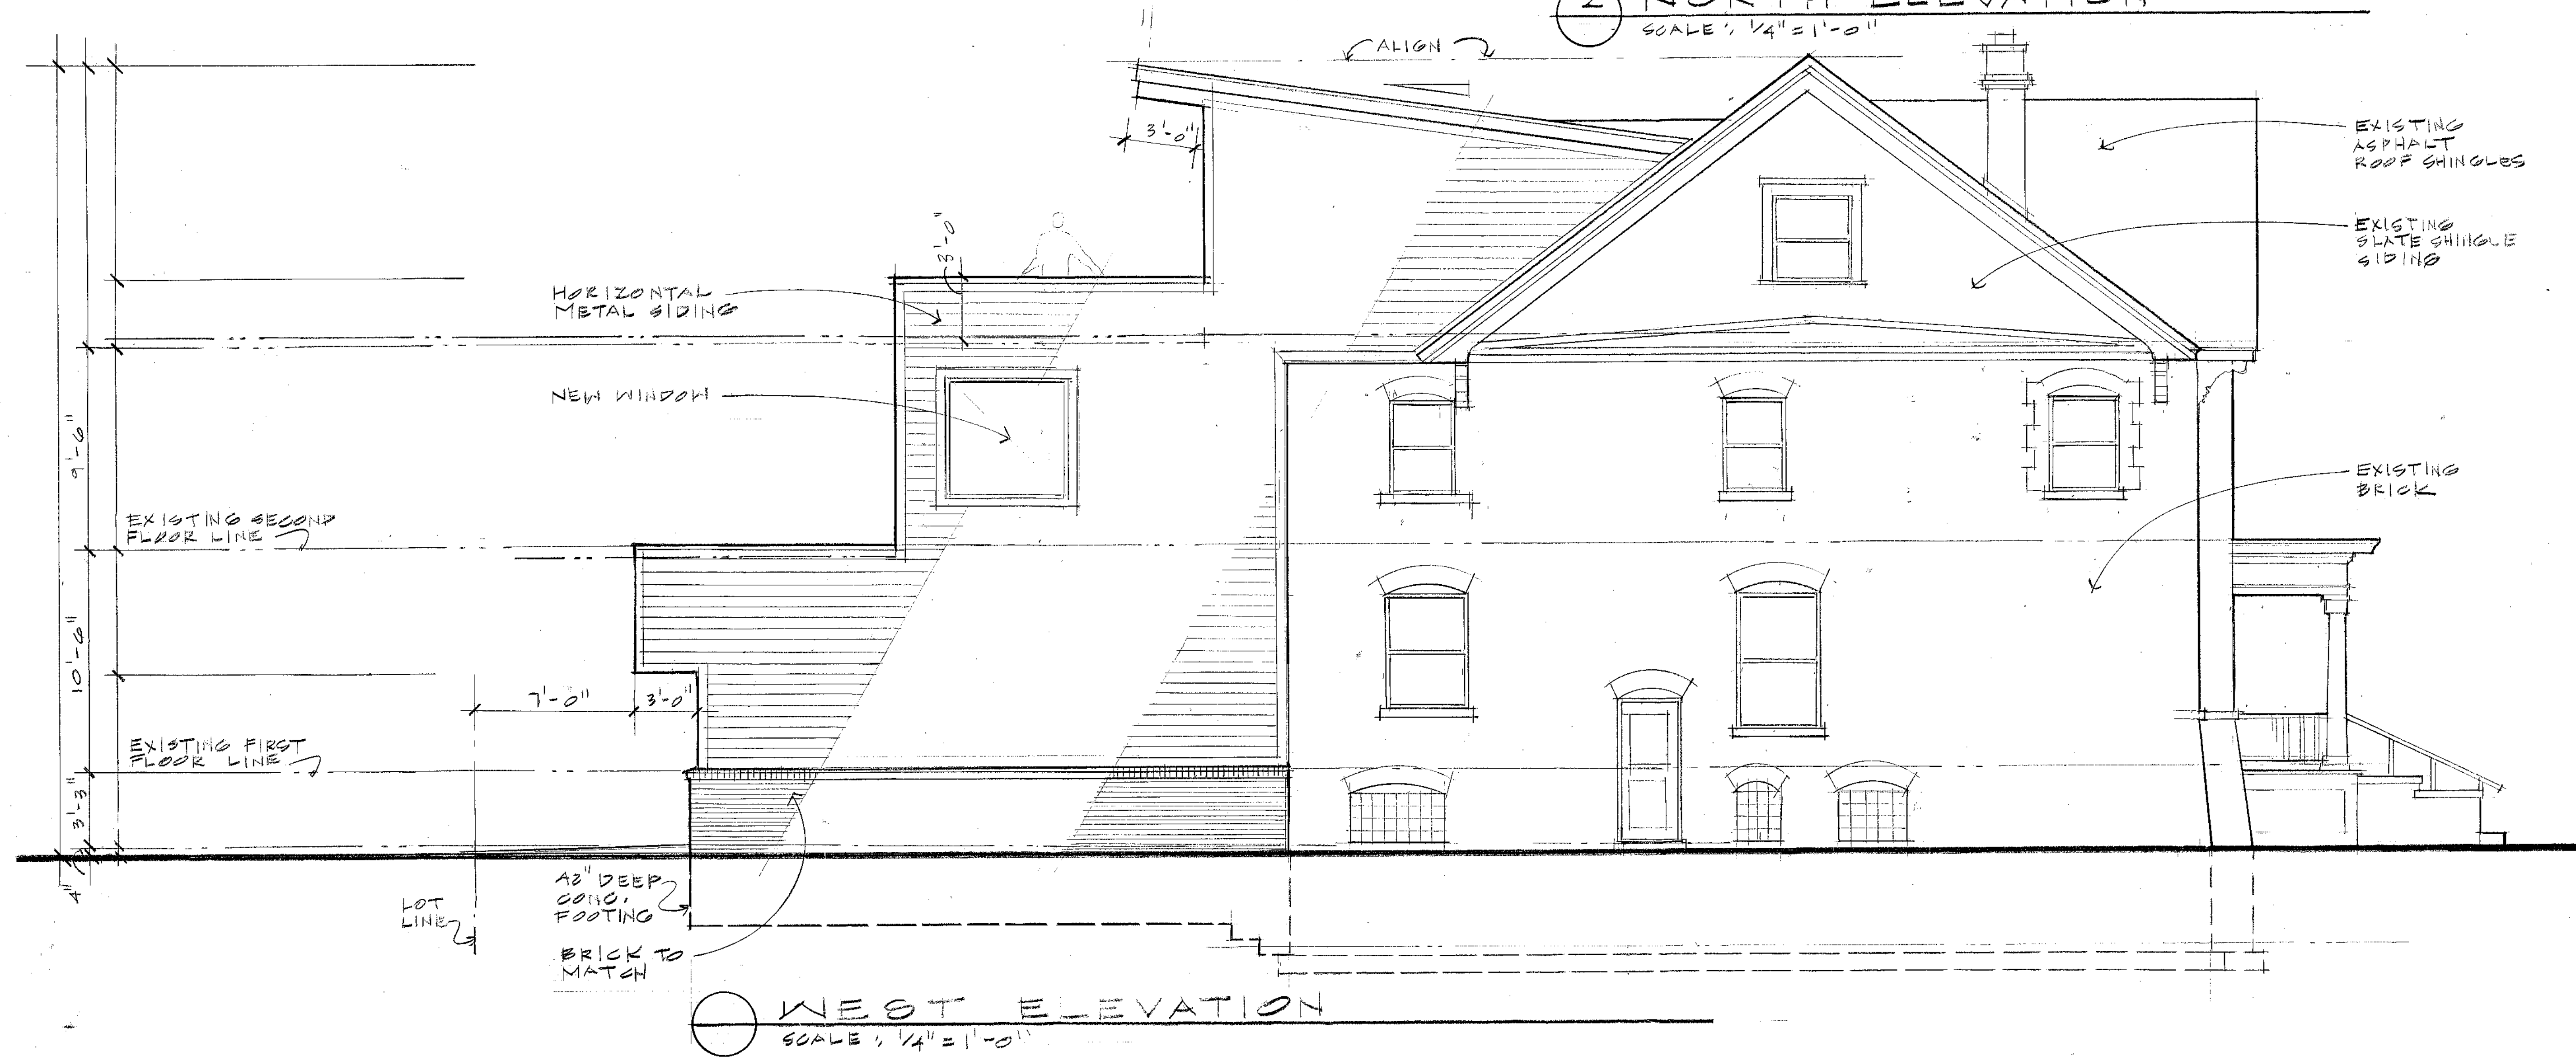 2 NORTH ELEVATION
SCALE: 1/4" = 1'-0"
ALIGN
3'-0"
EXISTING
ASPHALT
ROOF SHINGLES
EXISTING
SLATE SHINGLE
SIDING
3'-0"
HORIZONTAL
METAL SIDING
NEW WINDOW
9'-6"
EXISTING
BRICK
EXISTING SECOND
FLOOR LINE
10'-6"
7'-0"
3'-0"
EXISTING FIRST
FLOOR LINE
3'-3"
4"
LOT
LINE
42" DEEP
CONC.
FOOTING
BRICK TO
MATCH
WEST ELEVATION
SCALE: 1/4" = 1'-0"